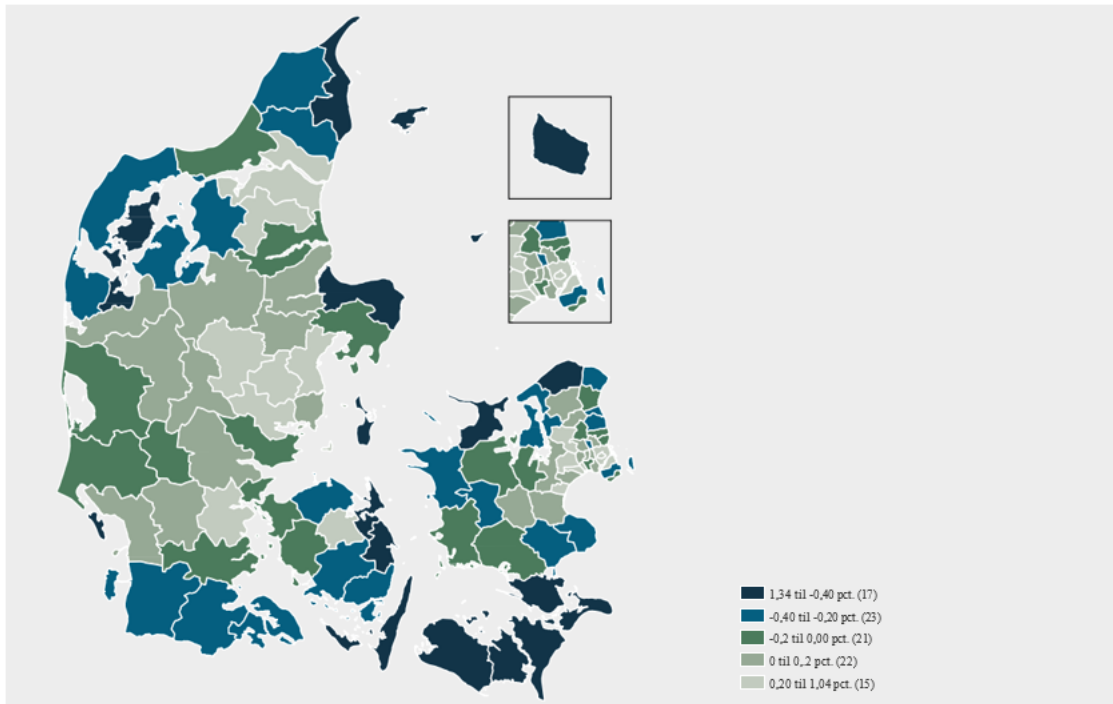 1,34 til -0,40 pct. (17)
-0,40 til -0,20 pct. (23)
-0,2 til 0,00 pct. (21)
0 til 0,.2 pct. (22)
0,20 til 1,04 pct. (15)